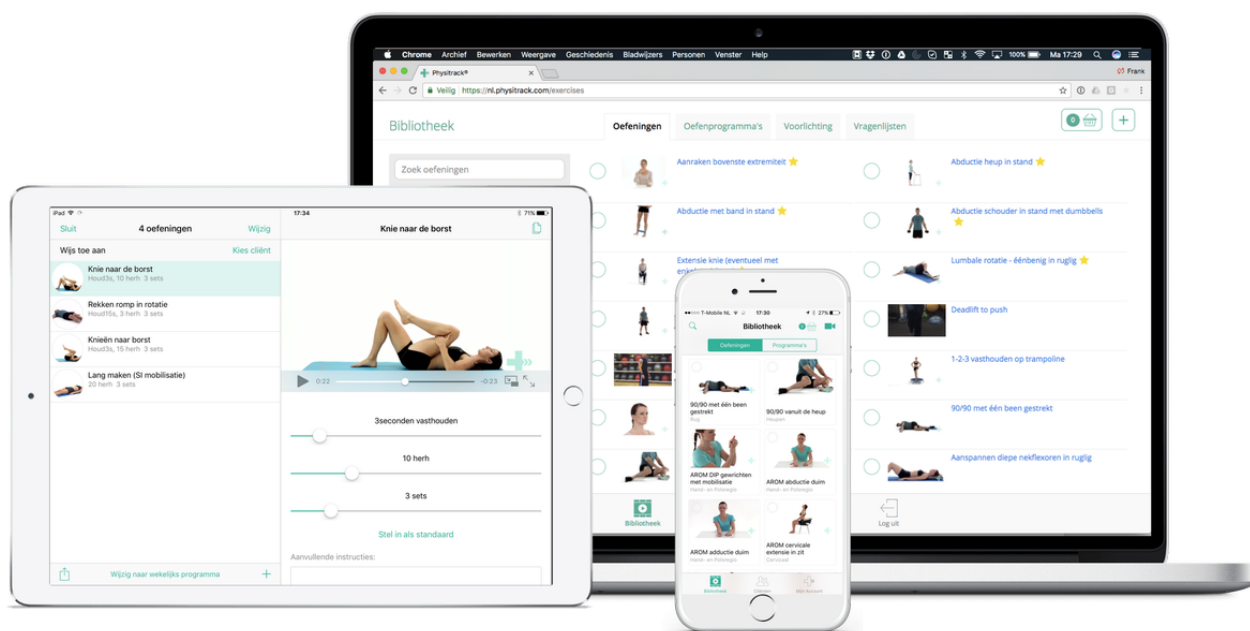 Chrome Archief Bewerken Weergave Geschiedenis Bladwijzers Personen Venster Help 100% Ma 17:29
Physitrack®
Frank
Veilig https://nl.physitrack.com/exercises
Bibliotheek
Oefeningen Oefenprogramma's Voorlichting Vragenlijsten
0
Zoek oefeningen
Aanraken bovenste extremiteit
Abductie heup in stand
Abductie met band in stand
Abductie schouder in stand met dumbbells
Extensie knie (eventueel met
Lumbale rotatie - éénbenig in ruglig
Deadlift to push
1-2-3 vasthouden op trampoline
90/90 met één been gestrekt
Aanspannen diepe nekflexoren in ruglig
Bibliotheek
Log uit
iPad 17:34 71%
Sluit 4 oefeningen Wijzig
Knie naar de borst
Wijs toe aan Kies cliënt
Knie naar de borst
Houd3s, 10 herh 3 sets
Rekken romp in rotatie
Houd15s, 3 herh 3 sets
Knieën naar borst
Houd3s, 15 herh 3 sets
Lang maken (SI mobilisatie)
20 herh 3 sets
0:22 -0:23
3seconden vasthouden
10 herh
3 sets
Stel in als standaard
Aanvullende instructies:
Wijzig naar wekelijks programma
T-Mobile NL 17:30 27%
Bibliotheek
0
Oefeningen Programma's
90/90 met één been
gestrekt
Rug
90/90 vanuit de heup
Heupen
AROM DIP gewrichten
met mobilisatie
Hand- en Polsregio
AROM abductie duim
Hand- en Polsregio
AROM adductie duim
Hand- en Polsregio
AROM cervicale
extensie in zit
Cervicaal
Bibliotheek Cliënten Mijn Account